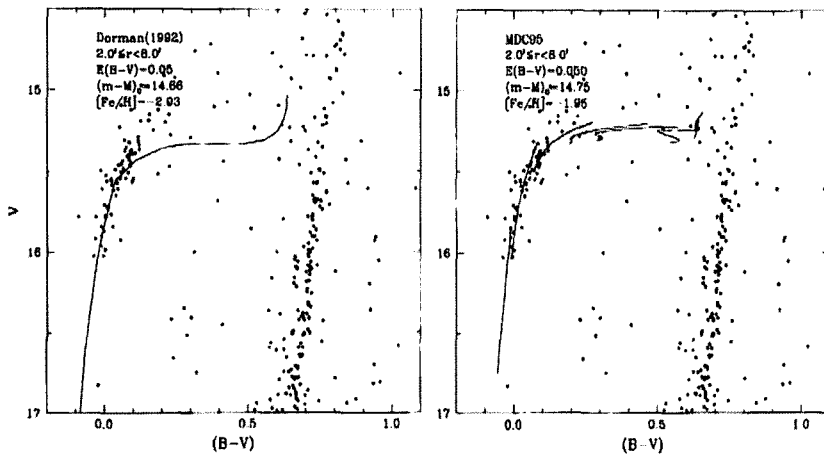 Dorman(1992)
2.0'≤r<8.0'
E(B-V)=0.05
(m-M)₀=14.66
[Fe/H]=-2.03
V
15
16
17
0.0
0.5
1.0
(B-V)
MDC95
2.0'≤r<8.0'
E(B-V)=0.050
(m-M)₀=14.75
[Fe/H]=-1.95
15
16
17
0.0
0.5
1.0
(B-V)